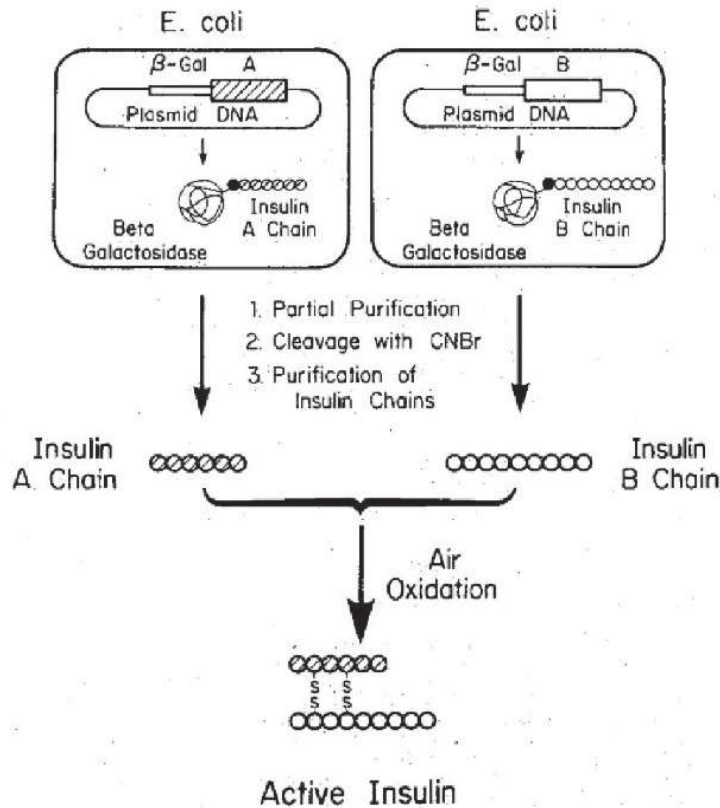 E. coli
β-Gal A
Plasmid DNA
Insulin
A Chain
Beta
Galactosidase
E. coli
β-Gal B
Plasmid DNA
Insulin
B Chain
Beta
Galactosidase
1. Partial Purification
2. Cleavage with CNBr
3. Purification of
Insulin Chains
Insulin
A Chain
Insulin
B Chain
Air
Oxidation
S S
S S
Active Insulin